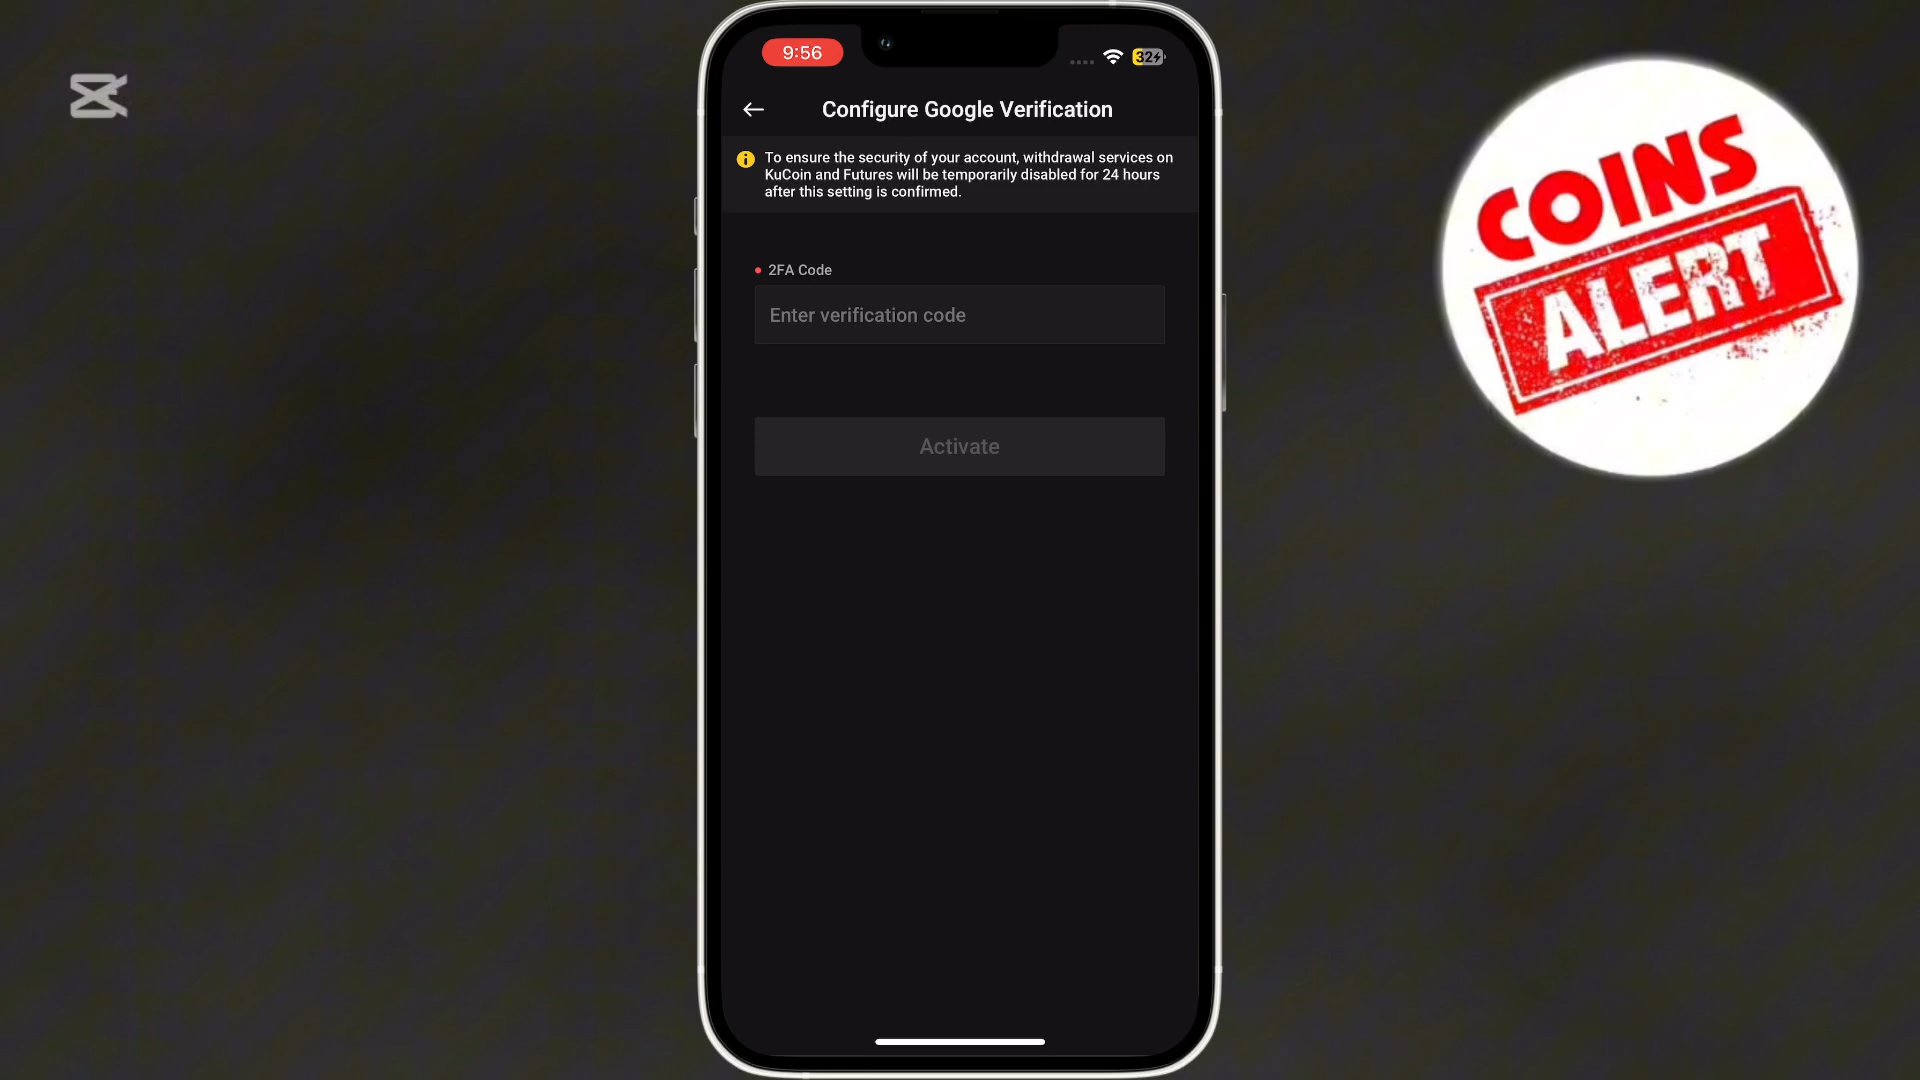 9:56
32
Configure Google Verification
To ensure the security of your account, withdrawal services on
KuCoin and Futures will be temporarily disabled for 24 hours
after this setting is confirmed.
2FA Code
Enter verification code
Activate
COINS
ALERT